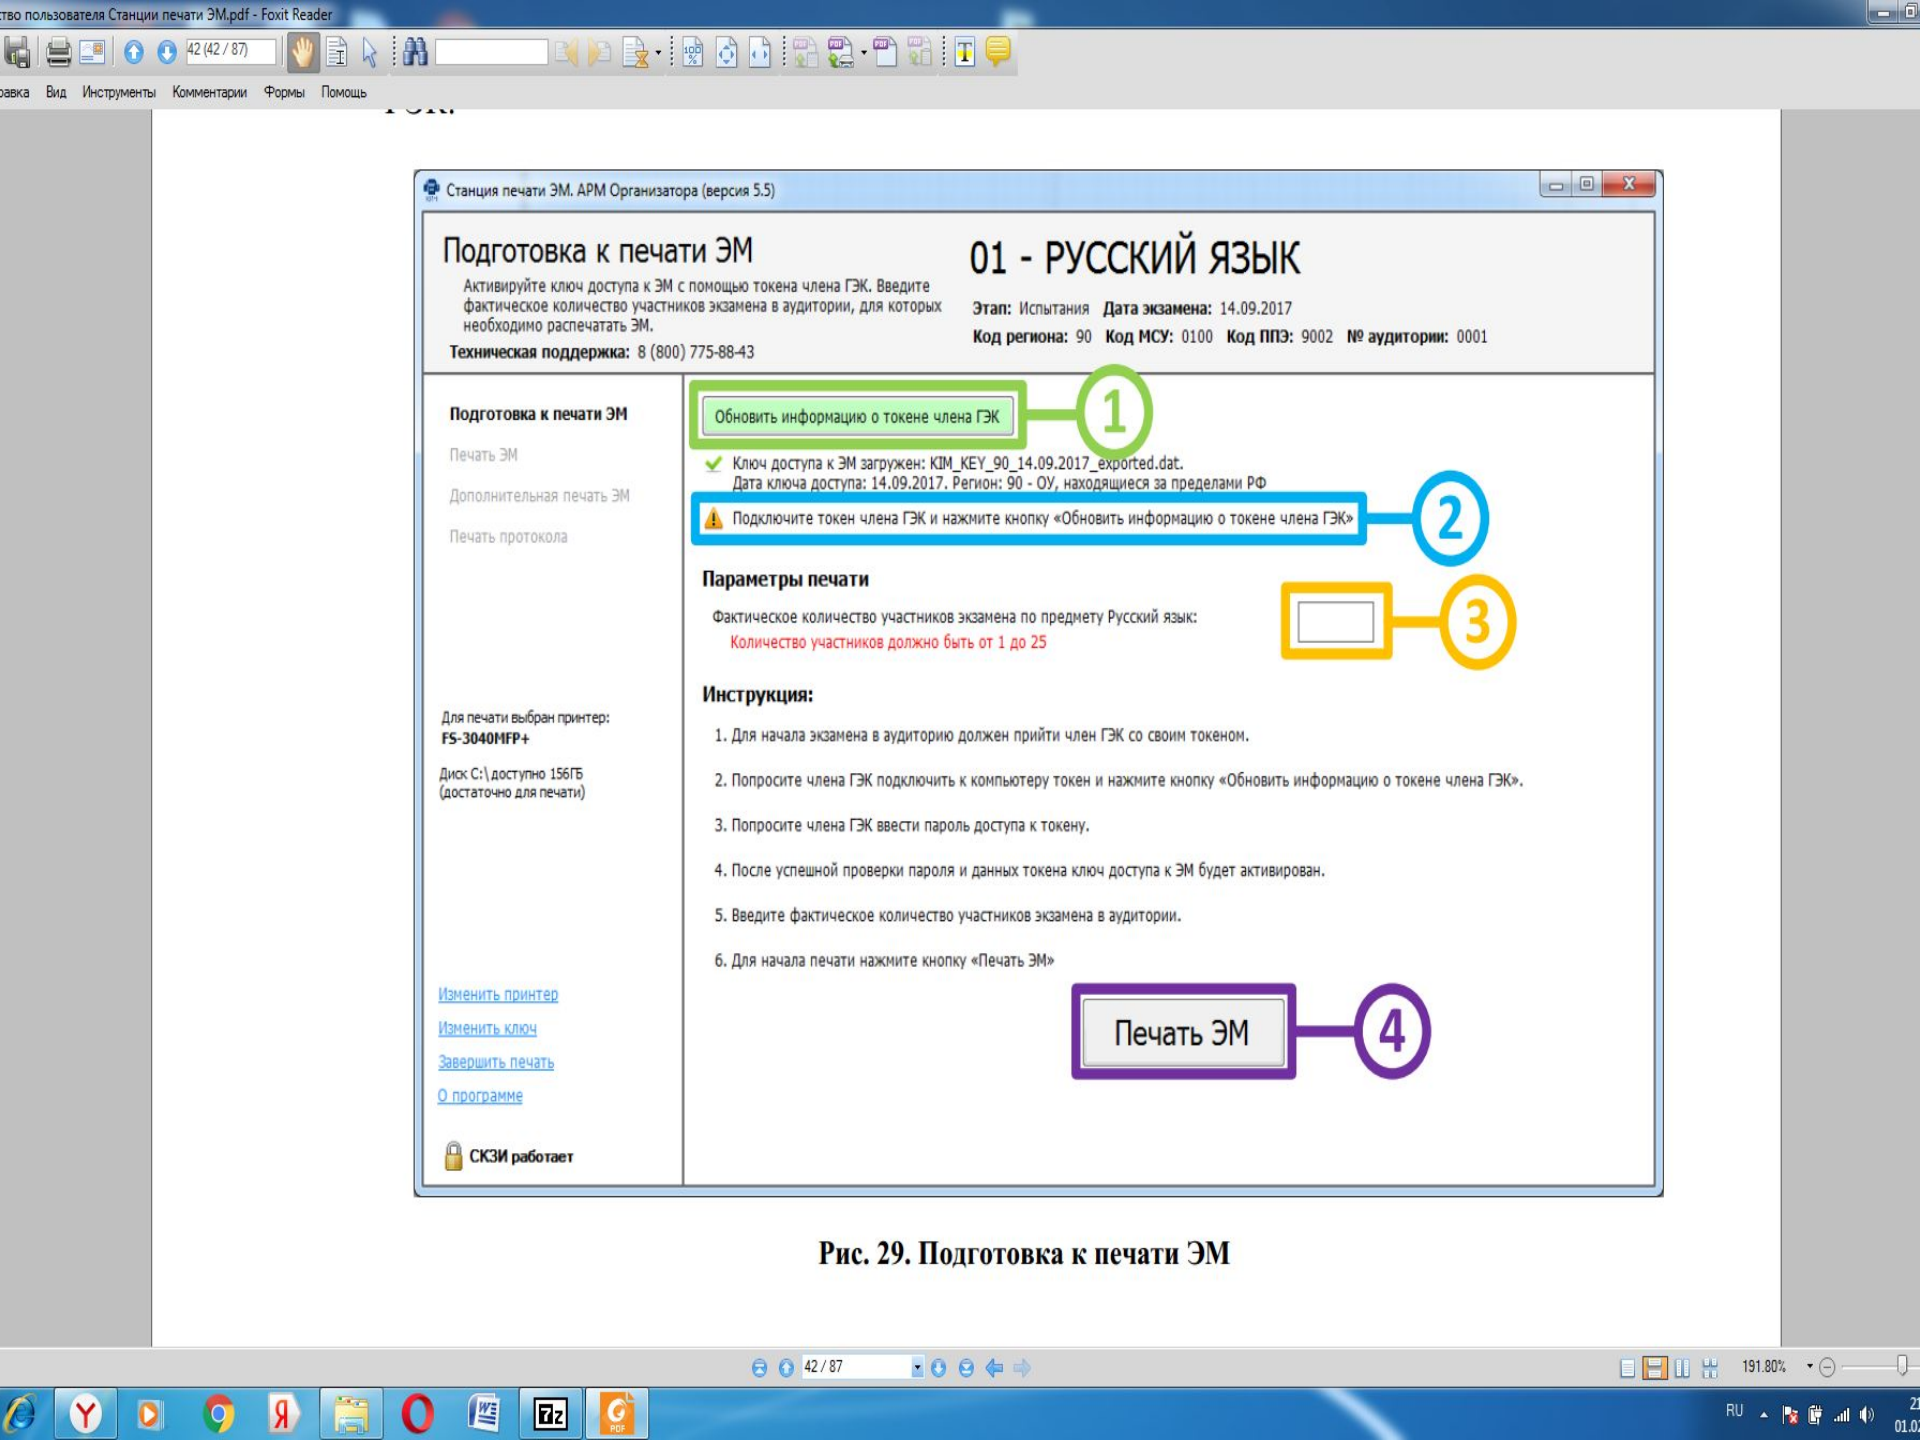 тво пользователя Станции печати ЭМ.pdf - Foxit Reader
42 (42 / 87)
равка Вид Инструменты Комментарии Формы Помощь
Станция печати ЭМ. АРМ Организатора (версия 5.5)
Подготовка к печати ЭМ
Активируйте ключ доступа к ЭМ с помощью токена члена ГЭК. Введите
фактическое количество участников экзамена в аудитории, для которых
необходимо распечатать ЭМ.
Техническая поддержка: 8 (800) 775-88-43
01 - РУССКИЙ ЯЗЫК
Этап: Испытания Дата экзамена: 14.09.2017
Код региона: 90 Код МСУ: 0100 Код ППЭ: 9002 № аудитории: 0001
Подготовка к печати ЭМ
Печать ЭМ
Дополнительная печать ЭМ
Печать протокола
Для печати выбран принтер:
FS-3040MFP+
Диск C:\ доступно 156ГБ
(достаточно для печати)
Изменить принтер
Изменить ключ
Завершить печать
О программе
СКЗИ работает
Обновить информацию о токене члена ГЭК
1
Ключ доступа к ЭМ загружен: KIM_KEY_90_14.09.2017_exported.dat.
Дата ключа доступа: 14.09.2017. Регион: 90 - ОУ, находящиеся за пределами РФ
Подключите токен члена ГЭК и нажмите кнопку «Обновить информацию о токене члена ГЭК»
2
Параметры печати
Фактическое количество участников экзамена по предмету Русский язык:
Количество участников должно быть от 1 до 25
3
Инструкция:
1. Для начала экзамена в аудиторию должен прийти член ГЭК со своим токеном.
2. Попросите члена ГЭК подключить к компьютеру токен и нажмите кнопку «Обновить информацию о токене члена ГЭК».
3. Попросите члена ГЭК ввести пароль доступа к токену.
4. После успешной проверки пароля и данных токена ключ доступа к ЭМ будет активирован.
5. Введите фактическое количество участников экзамена в аудитории.
6. Для начала печати нажмите кнопку «Печать ЭМ»
Печать ЭМ
4
Рис. 29. Подготовка к печати ЭМ
42 / 87
191.80%
RU
21
01.02